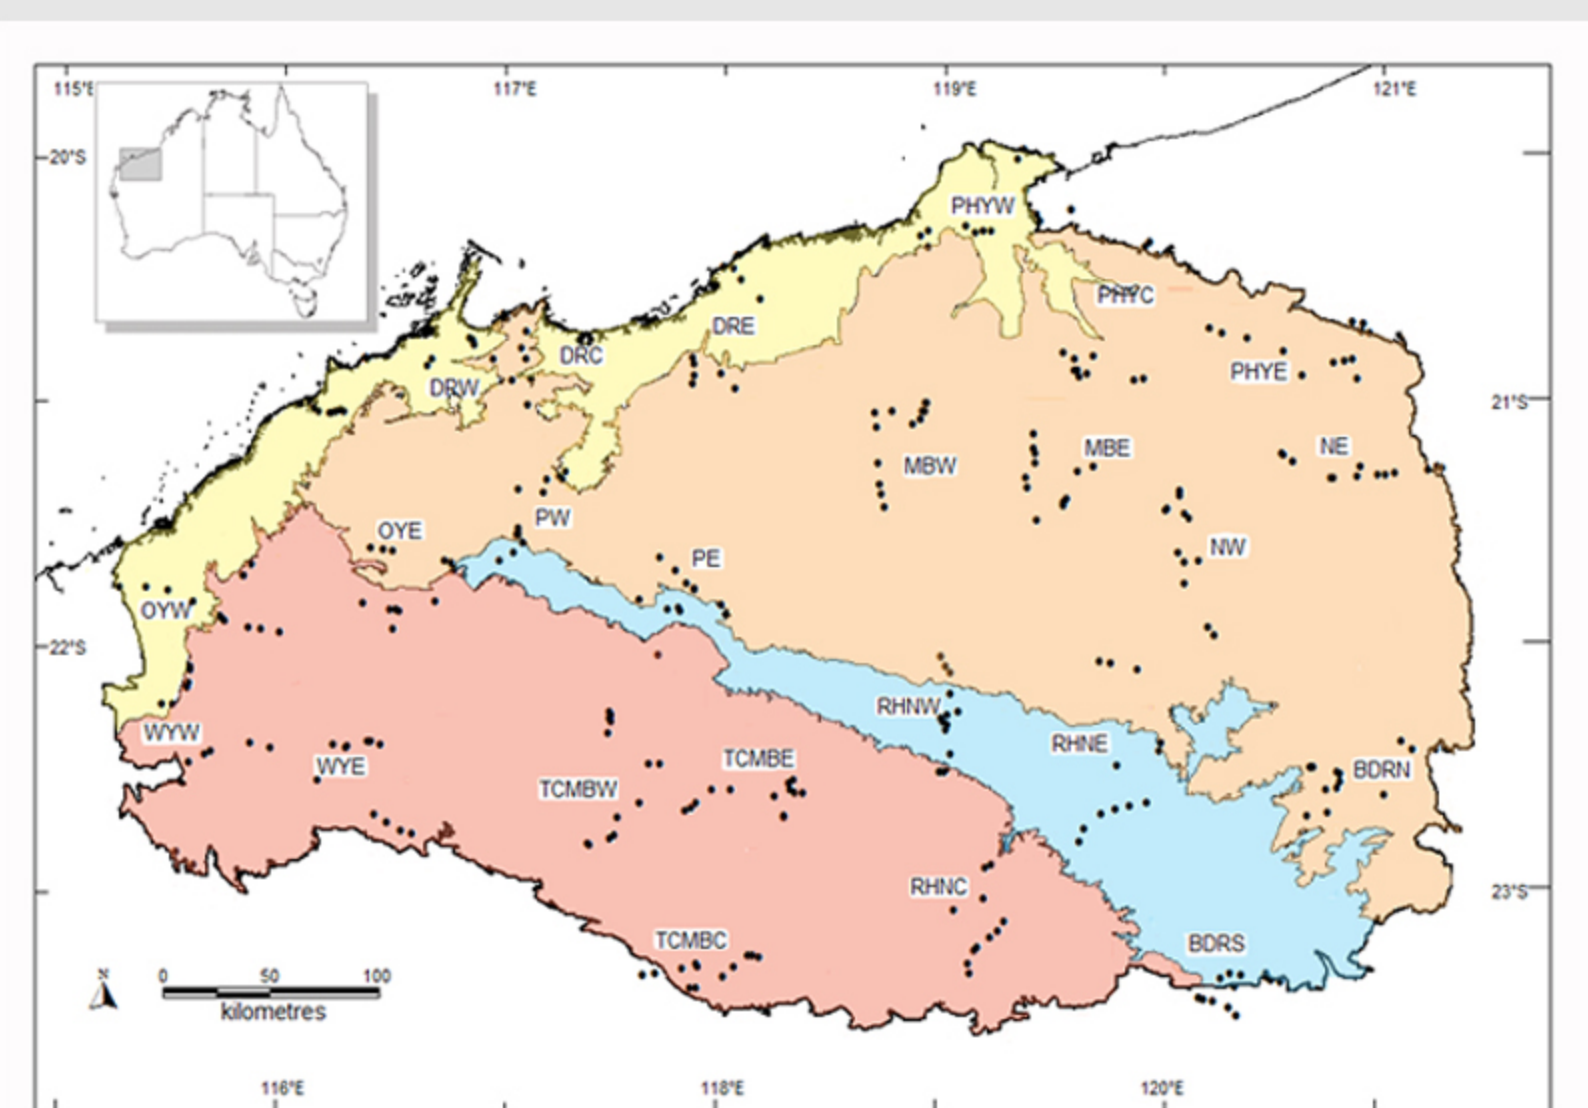 115°E
117°E
119°E
121°E
20°S
PHYW
PHYC
DRE
DRC
PHYE
DRW
21°S
NE
MBE
MBW
PW
OYE
NW
PE
OYW
22°S
RHNW
WYW
RHNE
TCMBE
WYE
BDRN
TCMBW
RHNC
23°S
TCMBC
BDRS
N
0 50 100
kilometres
116°E
118°E
120°E